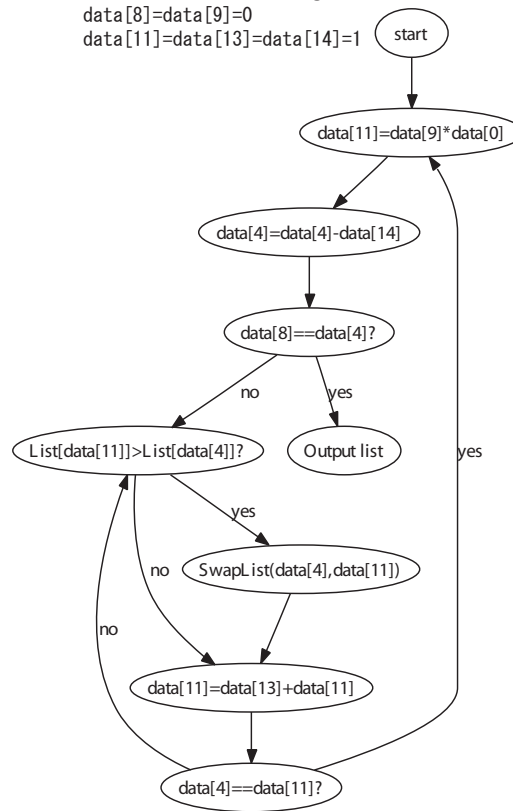 data[8]=data[9]=0
data[11]=data[13]=data[14]=1
start
data[11]=data[9]*data[0]
data[4]=data[4]-data[14]
data[8]==data[4]?
no
yes
List[data[11]]>List[data[4]]?
Output list
yes
yes
SwapList(data[4],data[11])
no
no
data[11]=data[13]+data[11]
data[4]==data[11]?